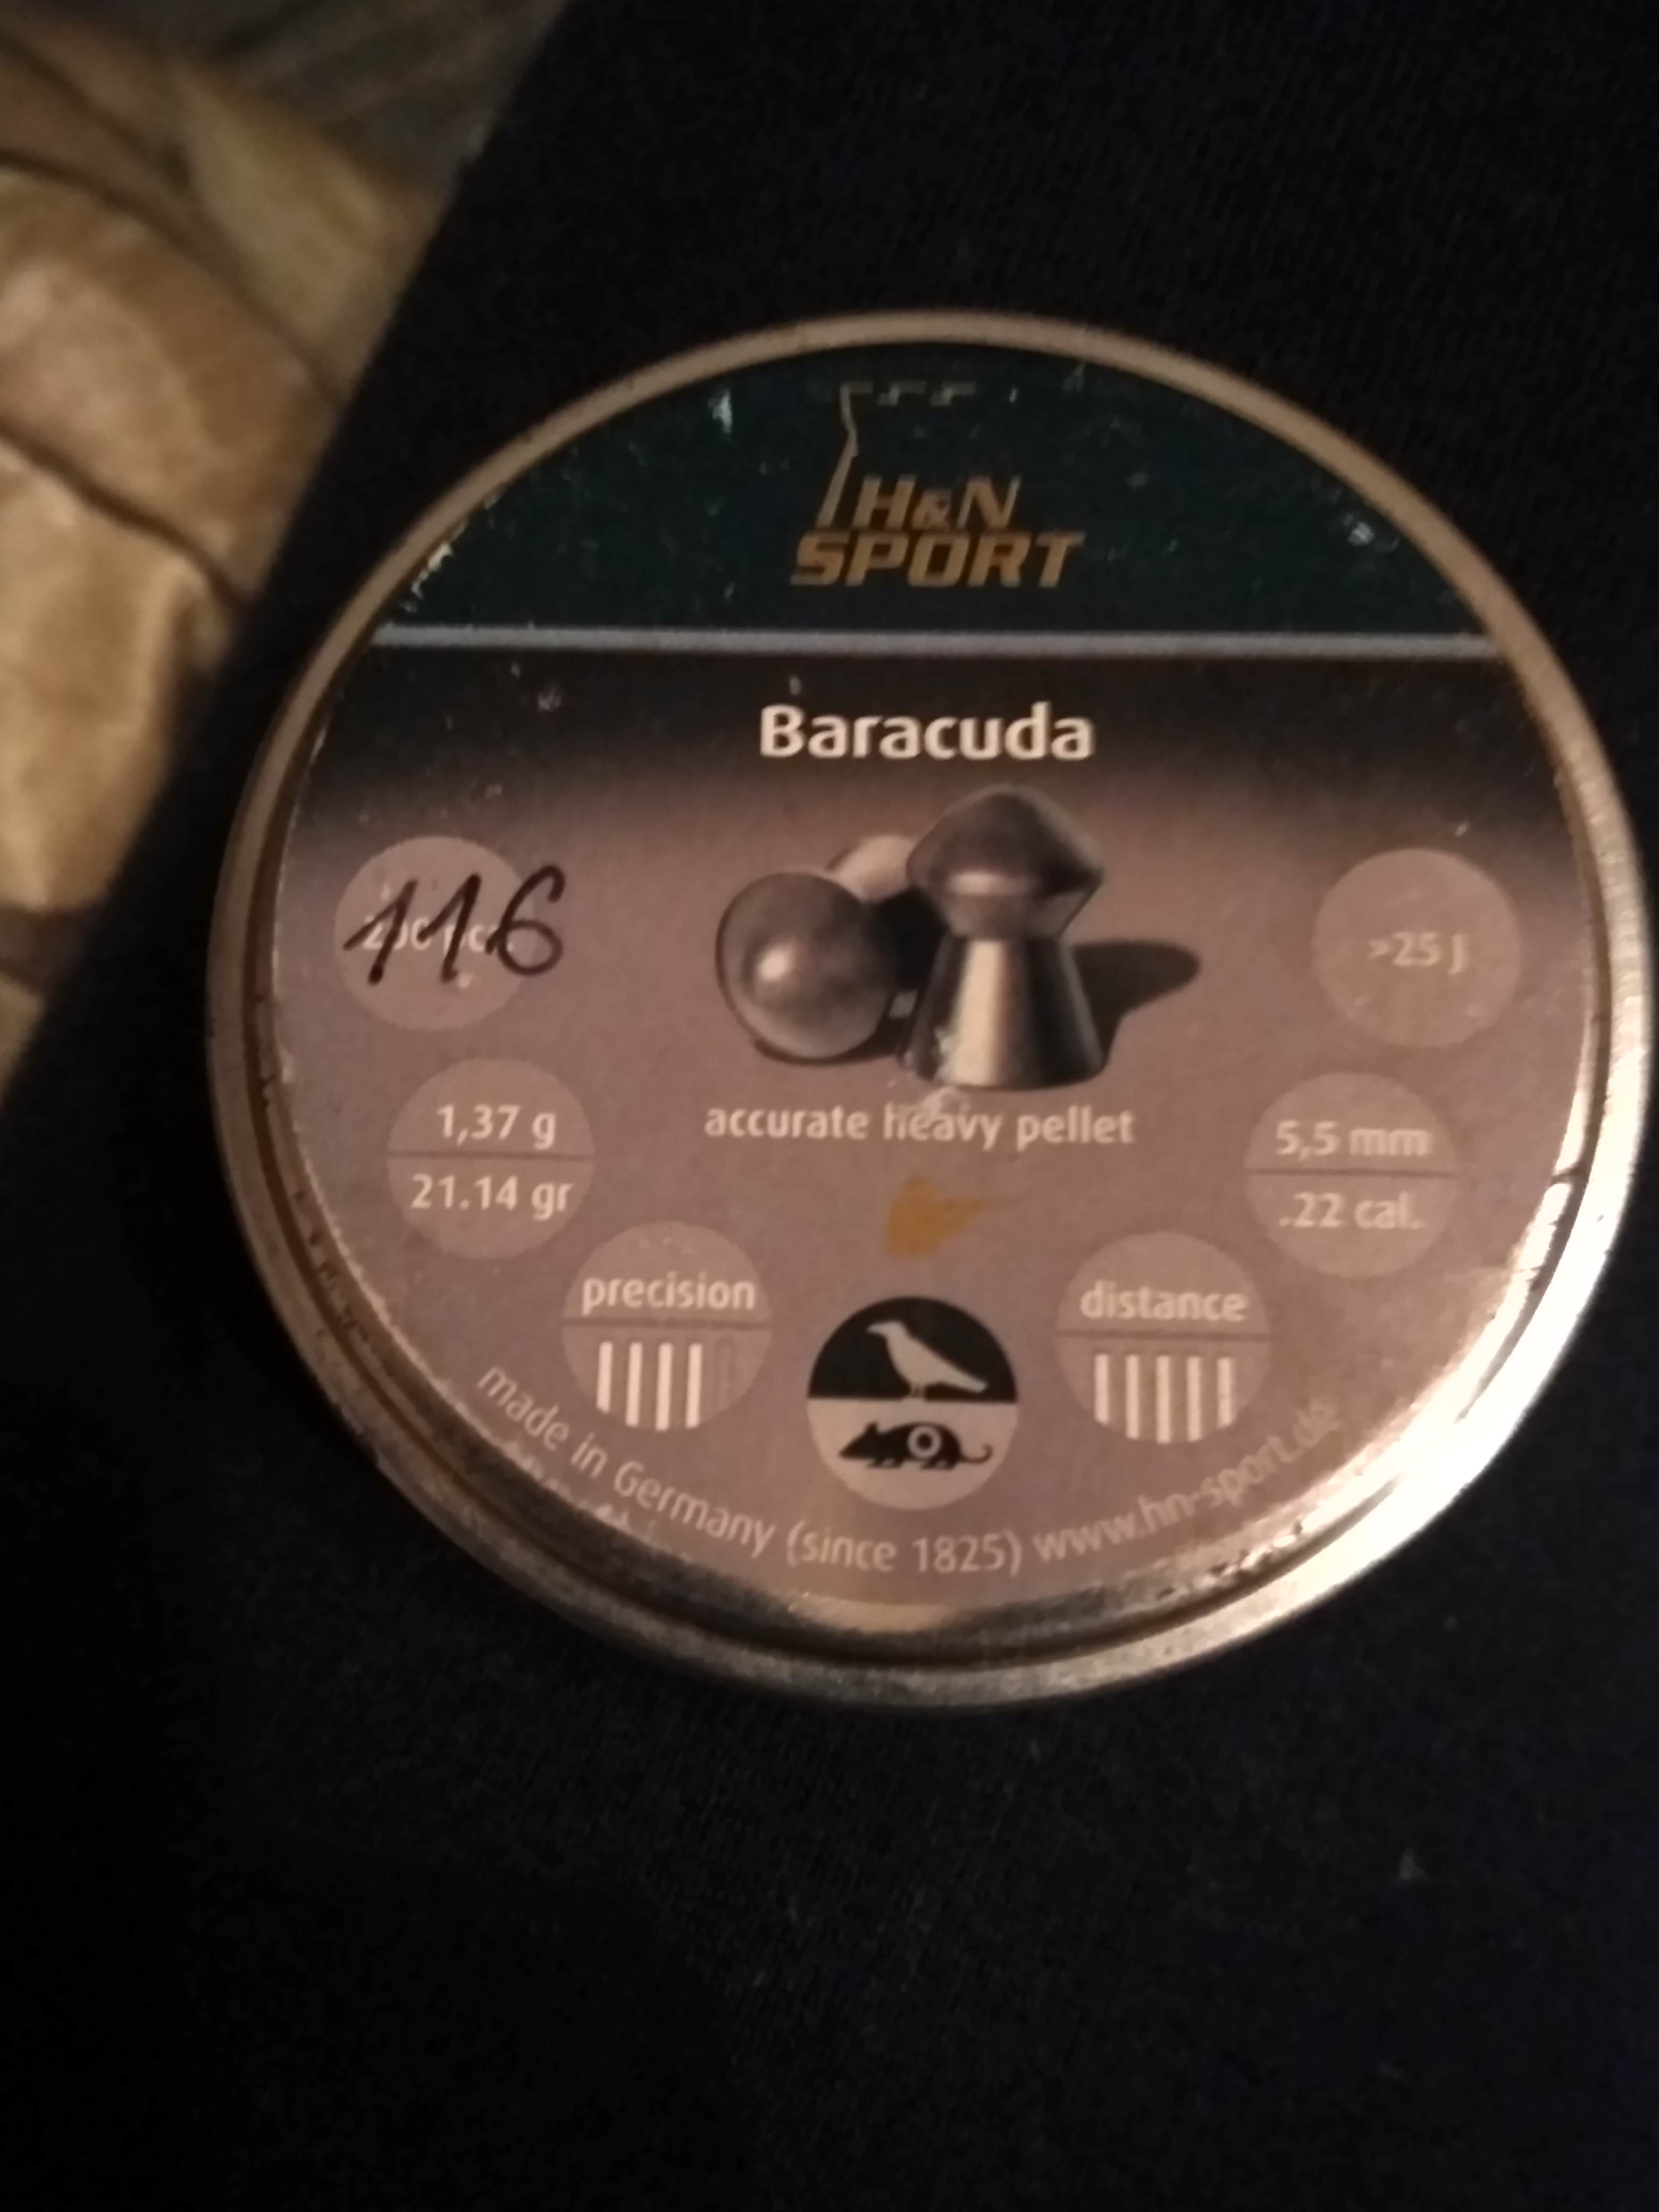 H&N
SPORT
Baracuda
116
>25 J
1,37 g
21.14 gr
accurate heavy pellet
5,5 mm
.22 cal.
precision
distance
made in Germany (since 1825) www.hn-sport.de